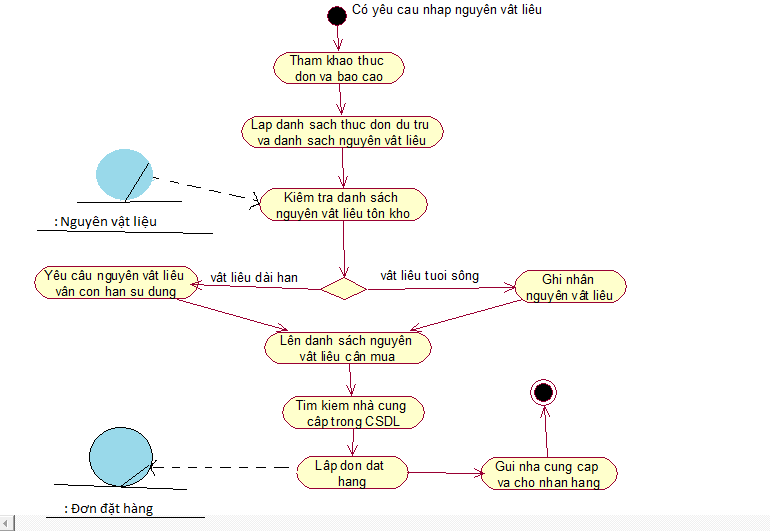 Có yêu cau nhap nguyên vât liêu
Tham khao thuc
don va bao cao
Lap danh sach thuc don du tru
va danh sach nguyên vât liêu
Kiêm tra danh sách
nguyên vât liêu tôn kho
: Nguyên vật liệu
Yêu câu nguyên vât liêu
vân con han su dung
vât liêu dài han
vât liêu tuoi sông
Ghi nhân
nguyên vât liêu
Lên danh sách nguyên
vât liêu cân mua
Tim kiem nhà cung
câp trong CSDL
Lâp don dat
hang
Gui nha cung cap
va cho nhan hang
: Đơn đặt hàng